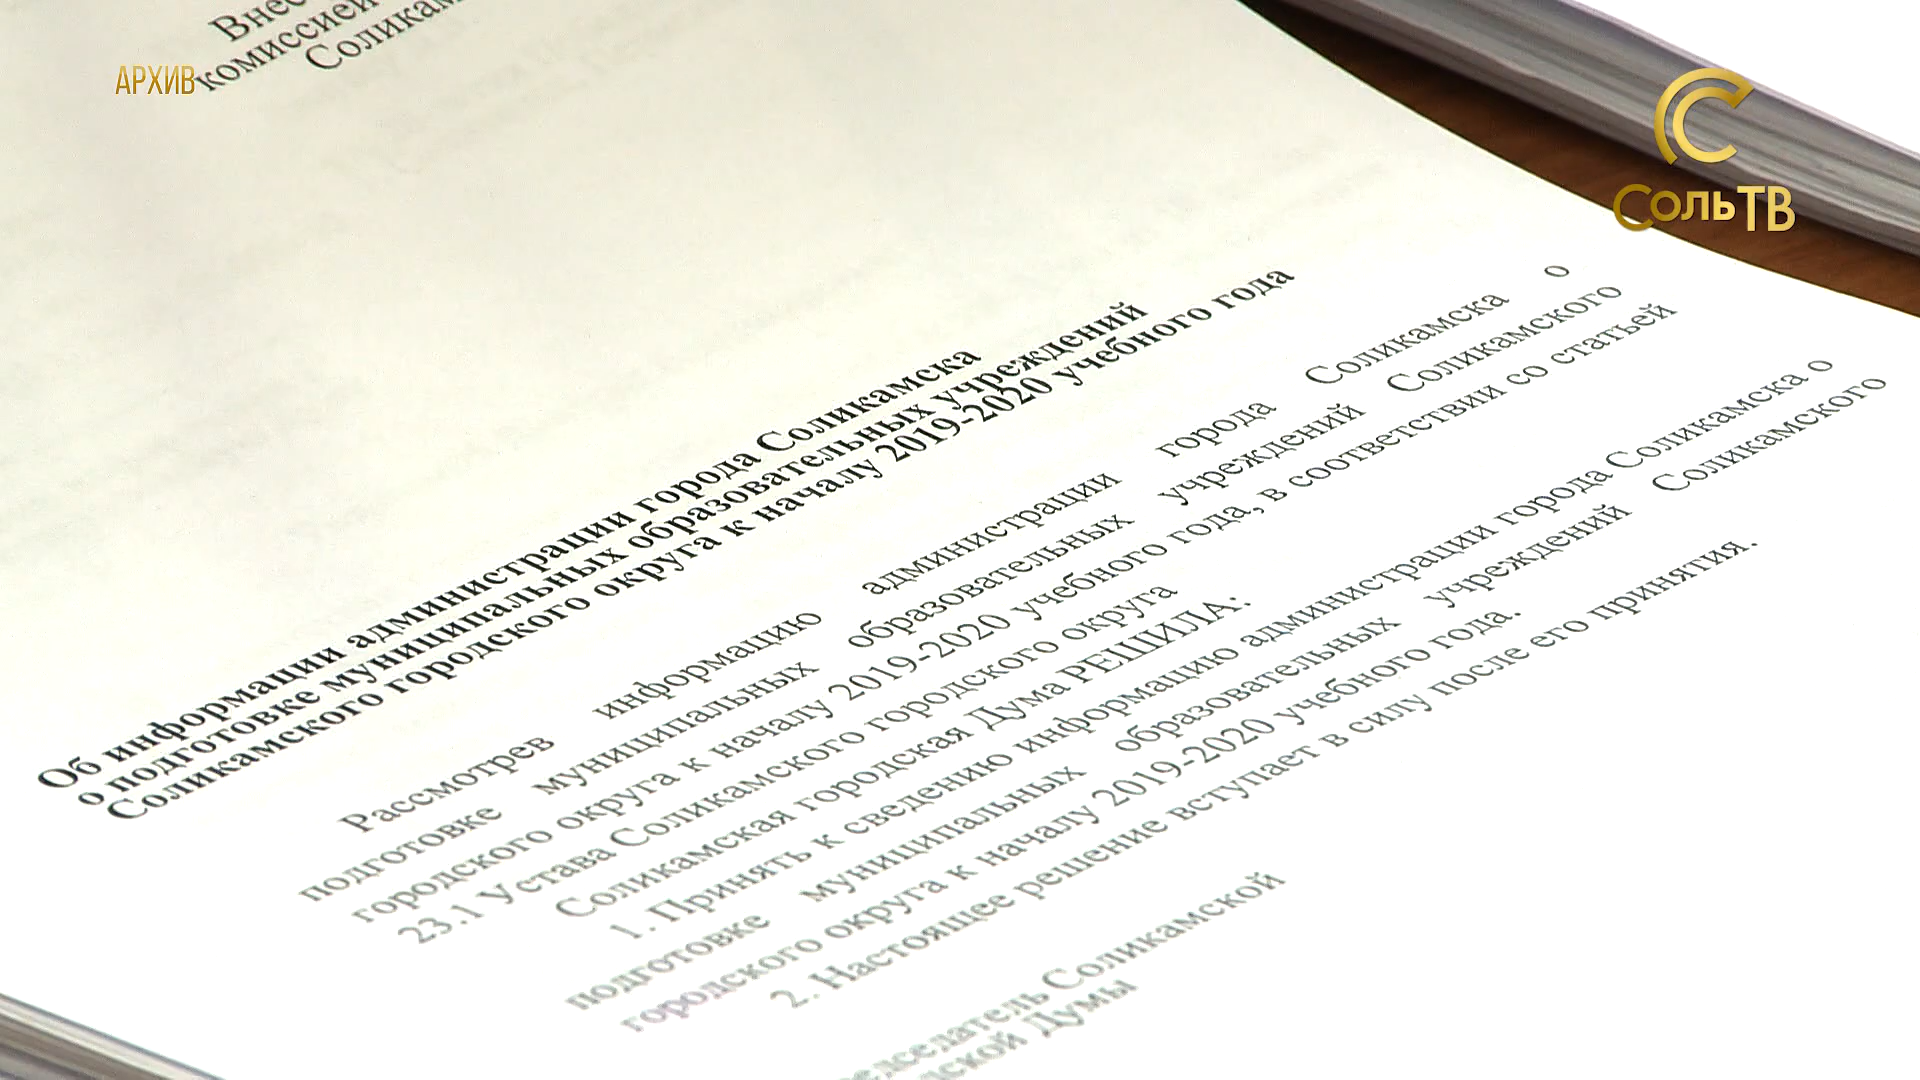 АРХИВ
комиссией
СОЛЬТВ
Об информации администрации города Соликамска
о подготовке муниципальных образовательных учреждений
Соликамского городского округа к началу 2019-2020 учебного года
Рассмотрев информацию администрации города Соликамска о
подготовке муниципальных образовательных учреждений Соликамского
городского округа к началу 2019-2020 учебного года, в соответствии со статьей
23.1 Устава Соликамского городского округа
Соликамская городская Дума РЕШИЛА:
1. Принять к сведению информацию администрации города Соликамска о
подготовке муниципальных образовательных учреждений Соликамского
городского округа к началу 2019-2020 учебного года.
2. Настоящее решение вступает в силу после его принятия.
Соликамской
Думы